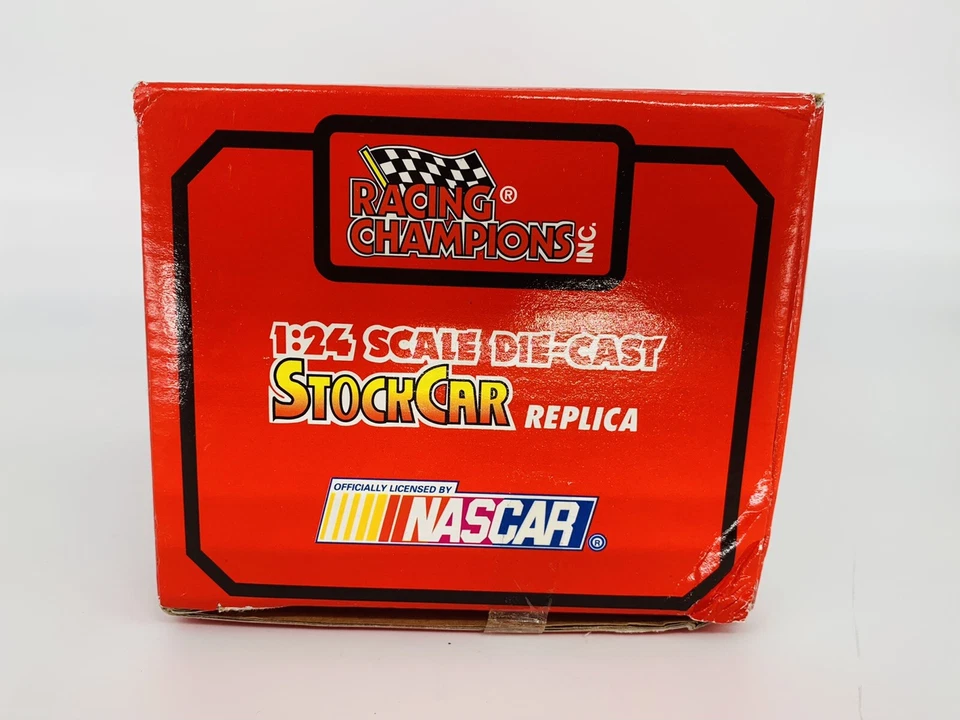 RACING ®
CHAMPIONS INC.
1:24 SCALE DIE-CAST
STOCKCAR REPLICA
OFFICIALLY LICENSED BY
NASCAR ®